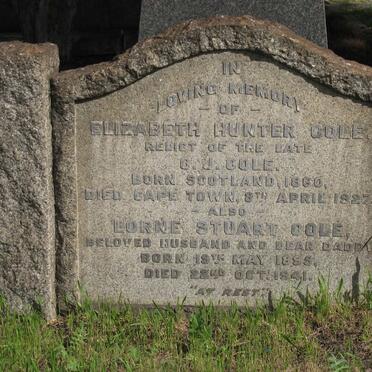 IN
LOVING MEMORY
- OF -
ELIZABETH HUNTER COLE
RELICT OF THE LATE
C. J. COLE.
BORN SCOTLAND, 1860,
DIED CAPE TOWN, 8TH APRIL 1927
- ALSO -
LORNE STUART COLE,
BELOVED HUSBAND AND DEAR DADDY
BORN 19TH MAY
DIED 22ND OCT. 1941.
"AT REST"